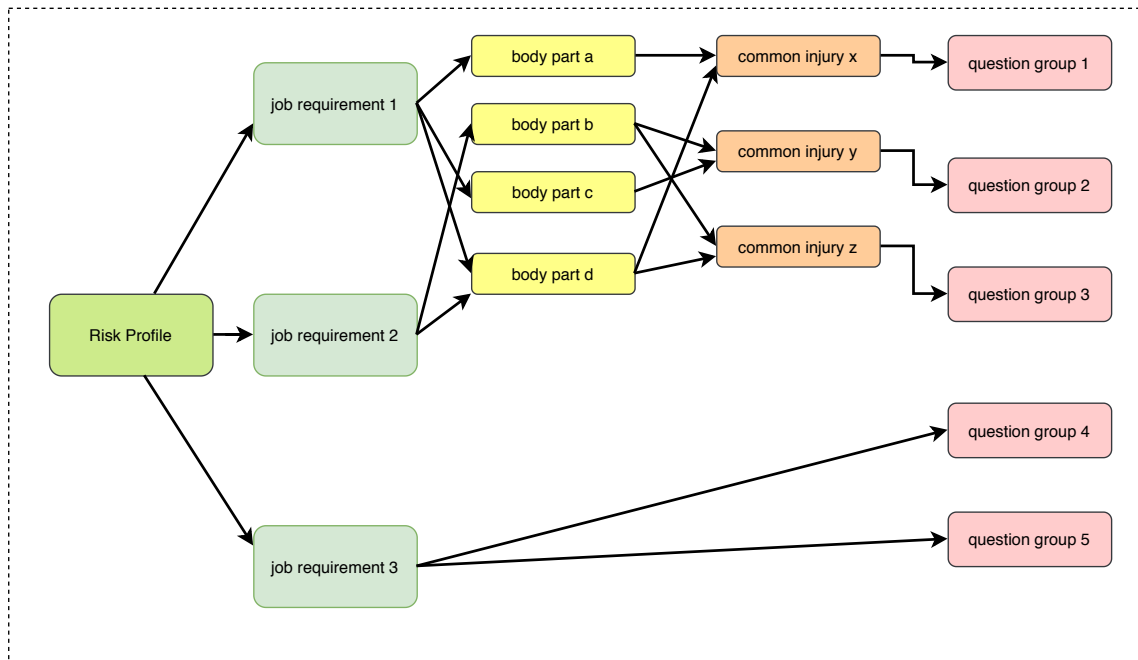 Risk Profile
job requirement 1
job requirement 2
job requirement 3
body part a
body part b
body part c
body part d
common injury x
common injury y
common injury z
question group 1
question group 2
question group 3
question group 4
question group 5